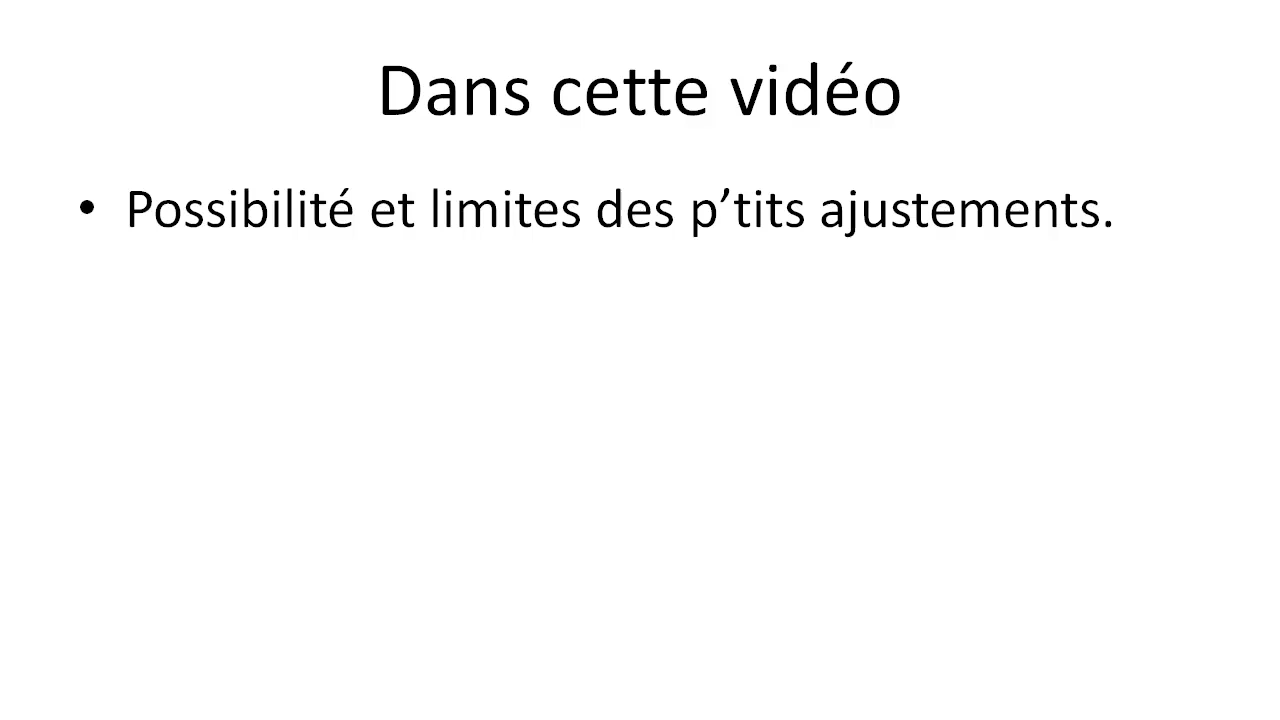 Dans cette vidéo
• Possibilité et limites des p’tits ajustements.